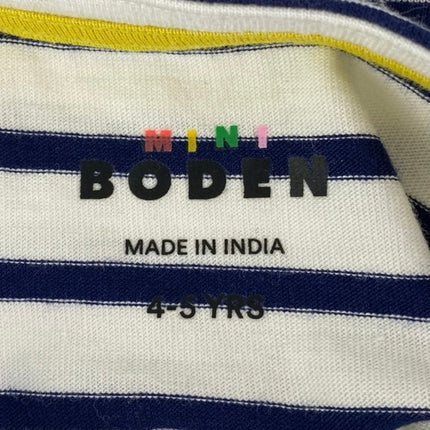 MINI
BODEN
MADE IN INDIA
4-5 YRS